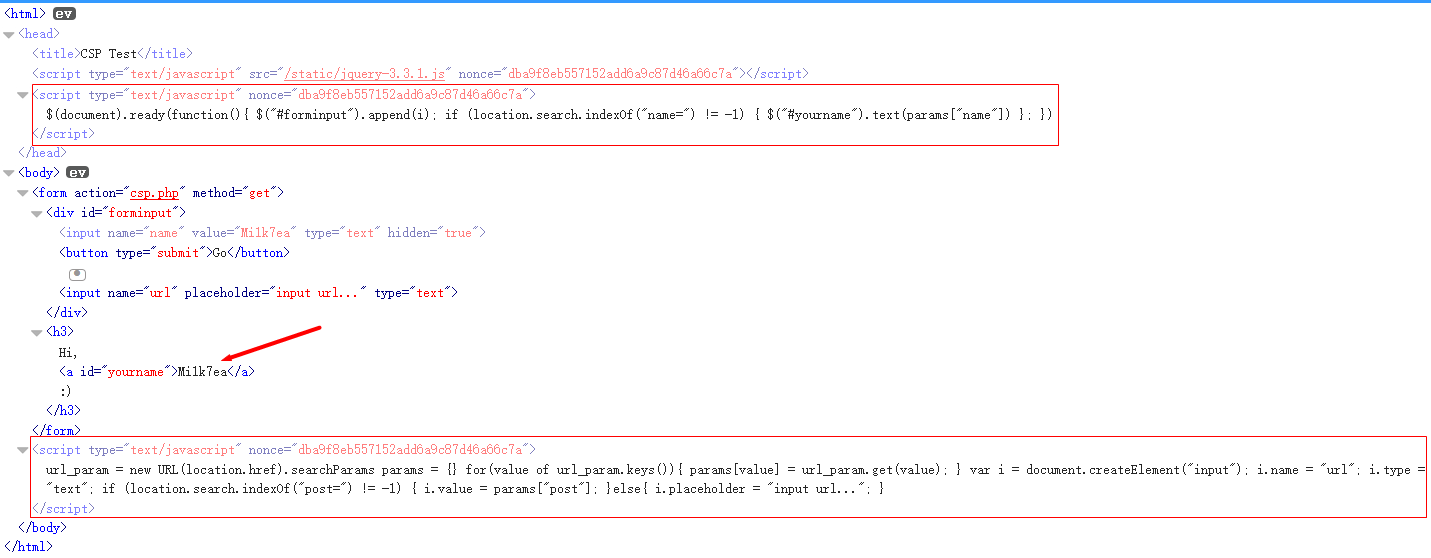 <html> ev
<head>
<title>CSP Test</title>
<script type="text/javascript" src="/static/jquery-3.3.1.js" nonce="dba9f8eb557152add6a9c87d46a66c7a"></script>
<script type="text/javascript" nonce="dba9f8eb557152add6a9c87d46a66c7a">
$(document).ready(function(){ $("#forminput").append(i); if (location.search.indexOf("name=") != -1) { $("#yourname").text(params["name"]) }; })
</script>
</head>
<body> ev
<form action="csp.php" method="get">
<div id="forminput">
<input name="name" value="Mi1k7ea" type="text" hidden="true">
<button type="submit">Go</button>
<input name="url" placeholder="input url..." type="text">
</div>
<h3>
Hi,
<a id="yourname">Mi1k7ea</a>
:)
</h3>
</form>
<script type="text/javascript" nonce="dba9f8eb557152add6a9c87d46a66c7a">
url_param = new URL(location.href).searchParams params = {} for(value of url_param.keys()){ params[value] = url_param.get(value); } var i = document.createElement("input"); i.name = "url"; i.type =
"text"; if (location.search.indexOf("post=") != -1) { i.value = params["post"]; }else{ i.placeholder = "input url..."; }
</script>
</body>
</html>